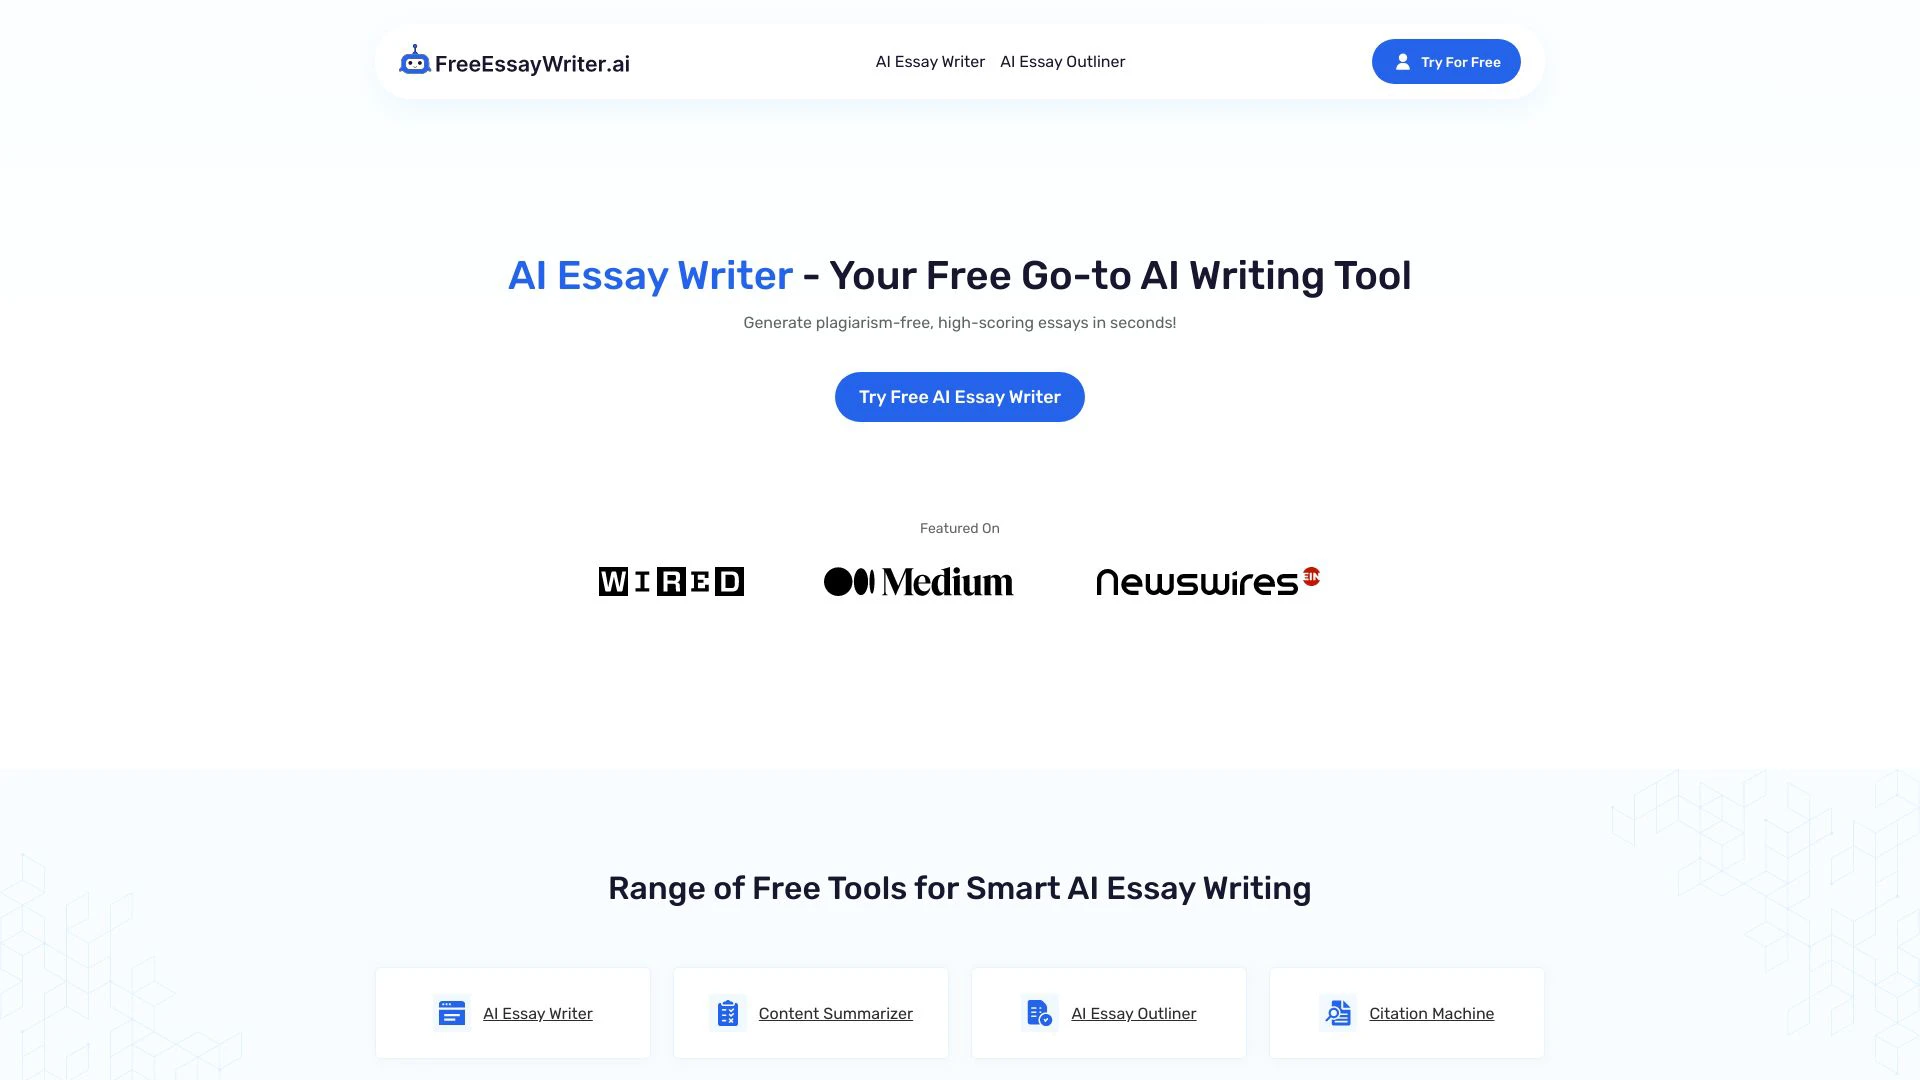 FreeEssayWriter.ai
AI Essay Writer
AI Essay Outliner
Try For Free
AI Essay Writer - Your Free Go-to AI Writing Tool
Generate plagiarism-free, high-scoring essays in seconds!
Try Free AI Essay Writer
Featured On
WIRED
Medium
newswires EIN
Range of Free Tools for Smart AI Essay Writing
AI Essay Writer
Content Summarizer
AI Essay Outliner
Citation Machine